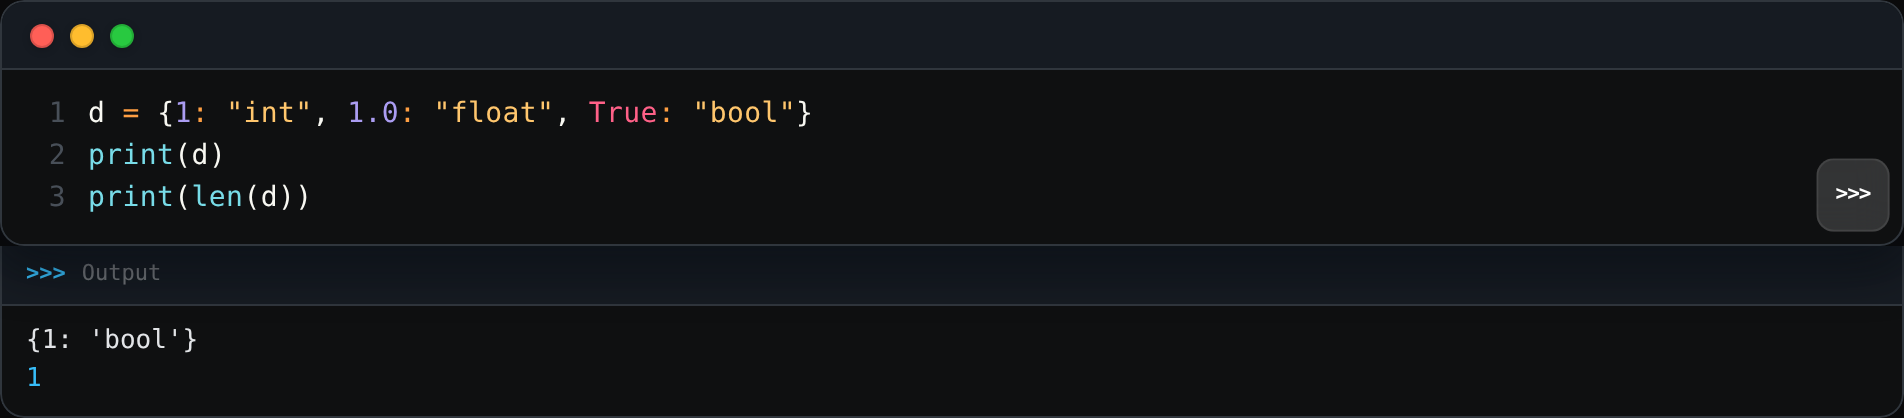 1 d = {1: "int", 1.0: "float", True: "bool"}
2 print(d)
3 print(len(d))
>>>
>>> Output
{1: 'bool'}
1